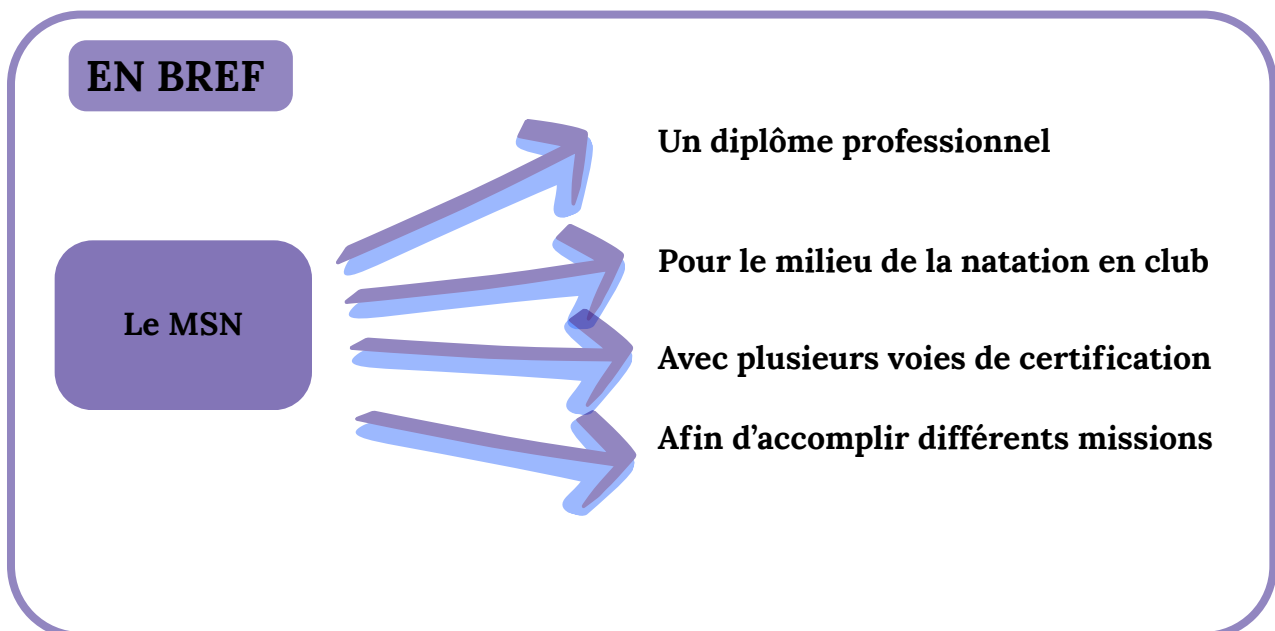 EN BREF
Un diplôme professionnel
Pour le milieu de la natation en club
Le MSN
Avec plusieurs voies de certification
Afin d'accomplir différents missions